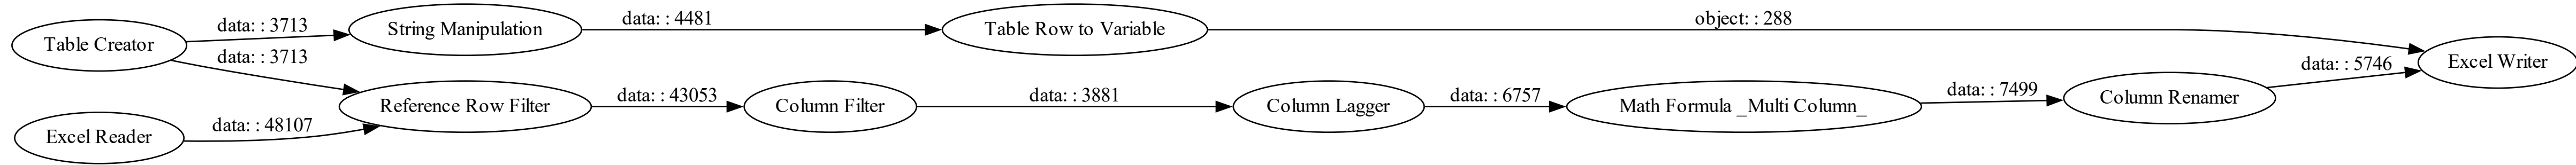 Table Creator
data: : 3713
String Manipulation
data: : 4481
Table Row to Variable
object: : 288
Excel Writer
data: : 3713
Excel Reader
data: : 48107
Reference Row Filter
data: : 43053
Column Filter
data: : 3881
Column Lagger
data: : 6757
Math Formula _Multi Column_
data: : 7499
Column Renamer
data: : 5746